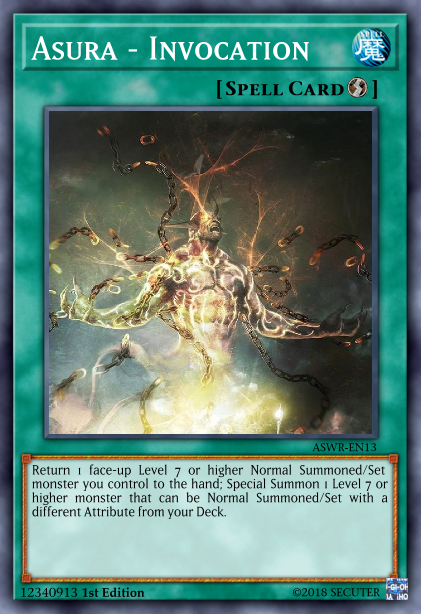 Asura - Invocation
魔
[Spell Card]
ASWR-EN13
Return 1 face-up Level 7 or higher Normal Summoned/Set
monster you control to the hand; Special Summon 1 Level 7 or
higher monster that can be Normal Summoned/Set with a
different Attribute from your Deck.
12340913 1st Edition
©2018 SECUTER